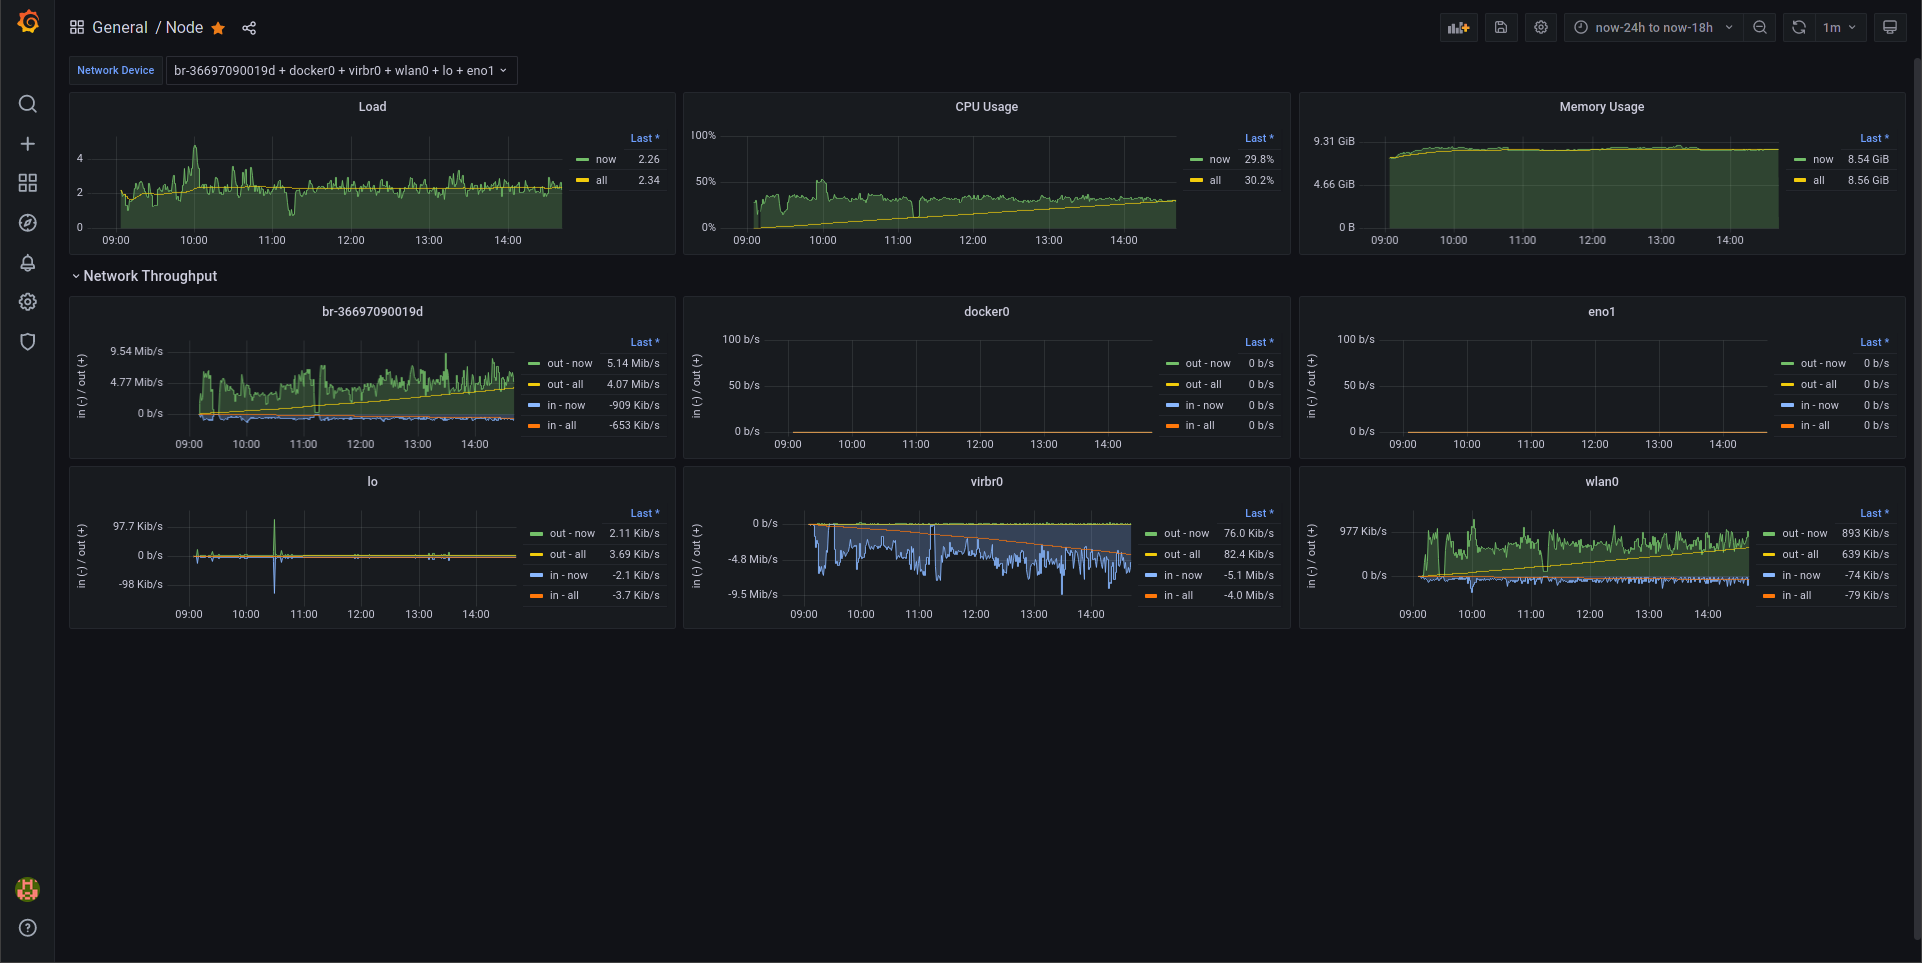 General / Node
now-24h to now-18h
1m
Network Device
br-36697090019d + docker0 + virbr0 + wlan0 + lo + eno1
Load
4
2
0
09:00 10:00 11:00 12:00 13:00 14:00
Last *
now 2.26
all 2.34
CPU Usage
100%
50%
0%
09:00 10:00 11:00 12:00 13:00 14:00
Last *
now 29.8%
all 30.2%
Memory Usage
9.31 GiB
4.66 GiB
0 B
09:00 10:00 11:00 12:00 13:00 14:00
Last *
now 8.54 GiB
all 8.56 GiB
Network Throughput
br-36697090019d
in (-) / out (+)
9.54 Mib/s
4.77 Mib/s
0 b/s
09:00 10:00 11:00 12:00 13:00 14:00
Last *
out - now 5.14 Mib/s
out - all 4.07 Mib/s
in - now -909 Kib/s
in - all -653 Kib/s
docker0
in (-) / out (+)
100 b/s
50 b/s
0 b/s
09:00 10:00 11:00 12:00 13:00 14:00
Last *
out - now 0 b/s
out - all 0 b/s
in - now 0 b/s
in - all 0 b/s
eno1
in (-) / out (+)
100 b/s
50 b/s
0 b/s
09:00 10:00 11:00 12:00 13:00 14:00
Last *
out - now 0 b/s
out - all 0 b/s
in - now 0 b/s
in - all 0 b/s
lo
in (-) / out (+)
97.7 Kib/s
0 b/s
-98 Kib/s
09:00 10:00 11:00 12:00 13:00 14:00
Last *
out - now 2.11 Kib/s
out - all 3.69 Kib/s
in - now -2.1 Kib/s
in - all -3.7 Kib/s
virbr0
in (-) / out (+)
0 b/s
-4.8 Mib/s
-9.5 Mib/s
09:00 10:00 11:00 12:00 13:00 14:00
Last *
out - now 76.0 Kib/s
out - all 82.4 Kib/s
in - now -5.1 Mib/s
in - all -4.0 Mib/s
wlan0
in (-) / out (+)
977 Kib/s
0 b/s
09:00 10:00 11:00 12:00 13:00 14:00
Last *
out - now 893 Kib/s
out - all 639 Kib/s
in - now -74 Kib/s
in - all -79 Kib/s